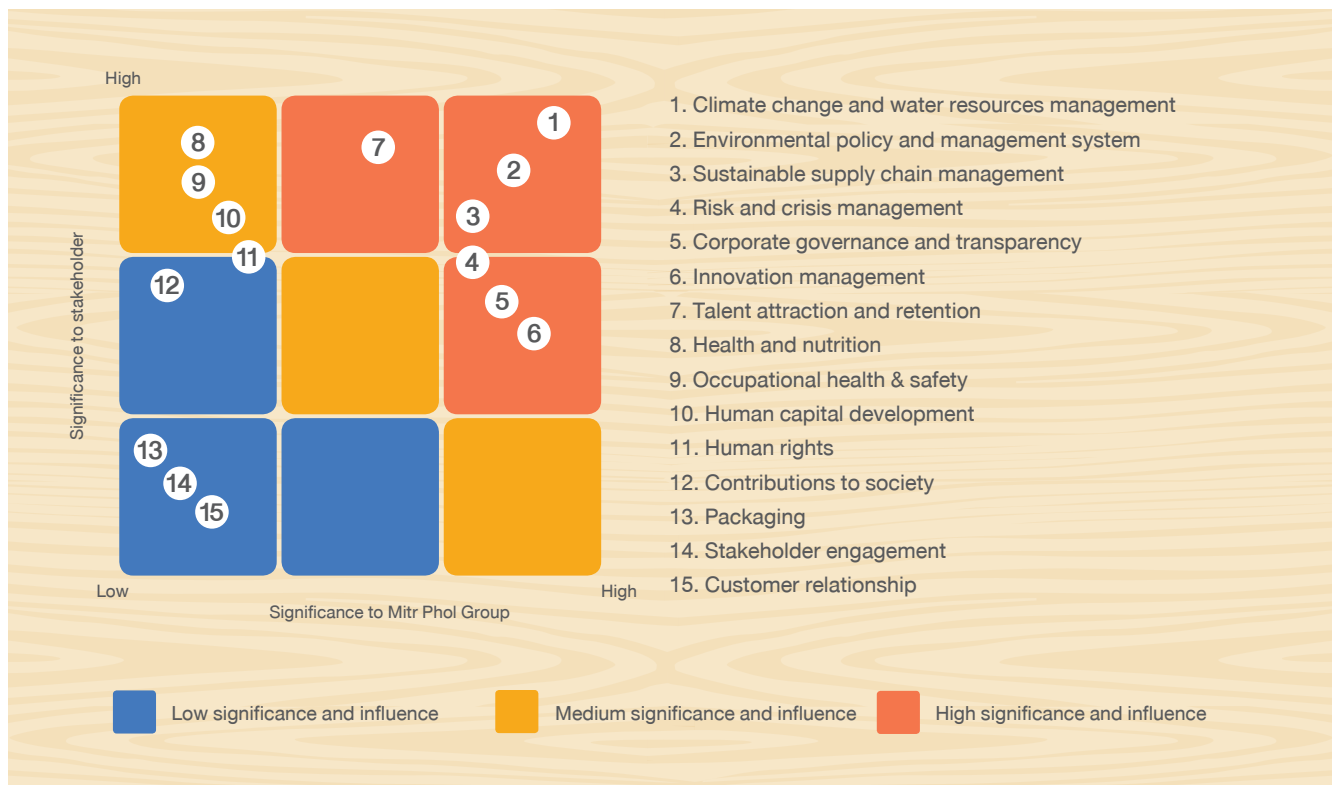 High
8
7
1
9
2
10
3
11
4
12
5
6
13
14
15
Significance to stakeholder
Low
High
Significance to Mitr Phol Group
1. Climate change and water resources management
2. Environmental policy and management system
3. Sustainable supply chain management
4. Risk and crisis management
5. Corporate governance and transparency
6. Innovation management
7. Talent attraction and retention
8. Health and nutrition
9. Occupational health & safety
10. Human capital development
11. Human rights
12. Contributions to society
13. Packaging
14. Stakeholder engagement
15. Customer relationship
Low significance and influence
Medium significance and influence
High significance and influence